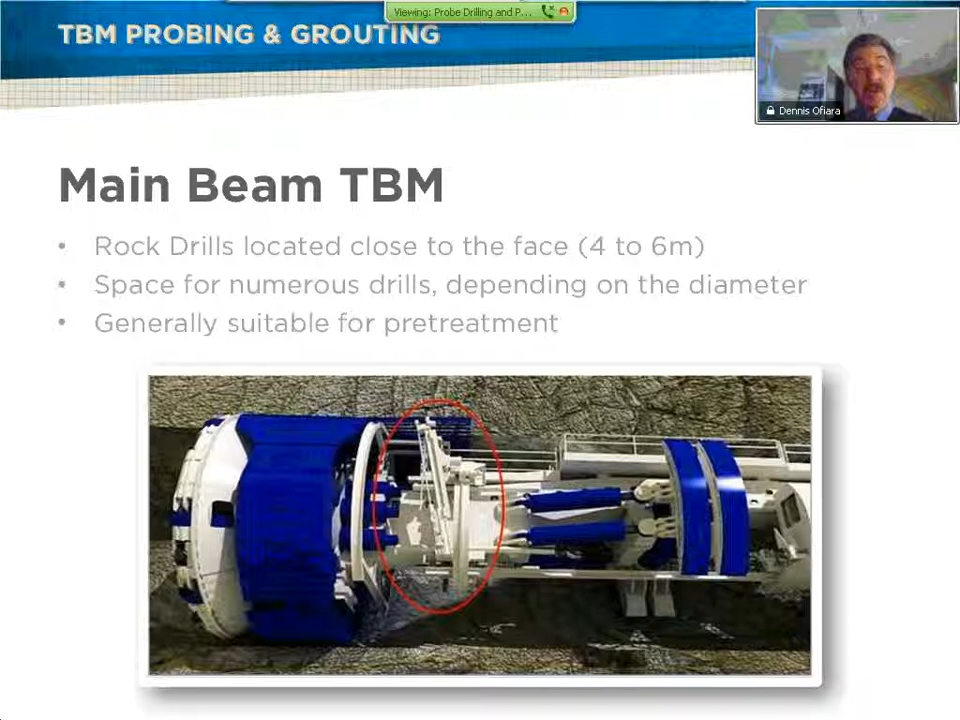 Viewing: Probe Drilling and P...
TBM PROBING & GROUTING
Dennis Ofiara
Main Beam TBM
• Rock Drills located close to the face (4 to 6m)
• Space for numerous drills, depending on the diameter
• Generally suitable for pretreatment